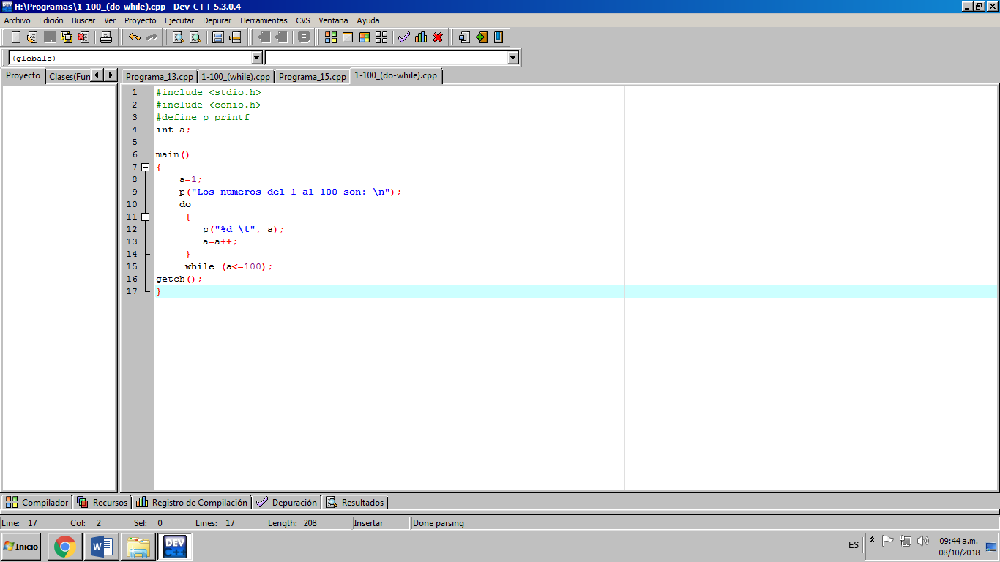 H:\Programas\1-100_(do-while).cpp - Dev-C++ 5.3.0.4
Archivo Edición Buscar Ver Proyecto Ejecutar Depurar Herramientas CVS Ventana Ayuda
(globals)
Proyecto Clases(Fun Programa_13.cpp 1-100_(while).cpp Programa_15.cpp 1-100_(do-while).cpp
1 #include <stdio.h>
2 #include <conio.h>
3 #define p printf
4 int a;
5
6 main()
7 {
8 a=1;
9 p("Los numeros del 1 al 100 son: \n");
10 do
11 {
12 p("%d \t", a);
13 a=a++;
14 }
15 while (a<=100);
16 getch();
17 }
Compilador Recursos Registro de Compilación Depuración Resultados
Line: 17 Col: 2 Sel: 0 Lines: 17 Length: 208 Insertar Done parsing
Inicio W DEV C++ ES 09:44 a.m.
08/10/2018